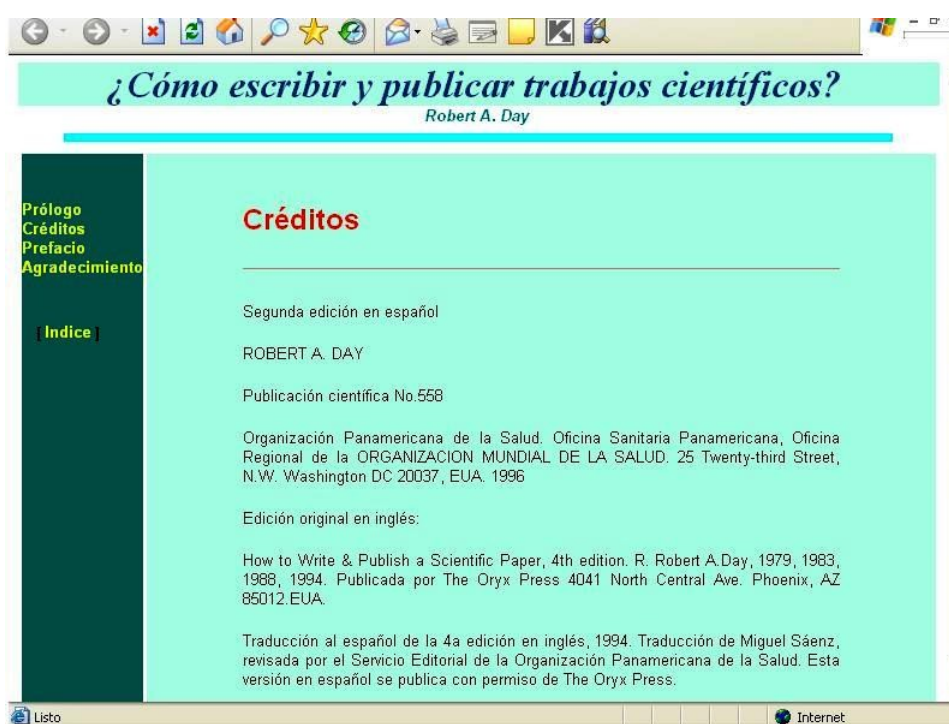 ¿Cómo escribir y publicar trabajos científicos?
Robert A. Day
Prólogo
Créditos
Prefacio
Agradecimiento
[ Indice ]
Créditos
Segunda edición en español
ROBERT A. DAY
Publicación científica No.558
Organización Panamericana de la Salud. Oficina Sanitaria Panamericana, Oficina
Regional de la ORGANIZACION MUNDIAL DE LA SALUD. 25 Twenty-third Street,
N.W. Washington DC 20037, EUA. 1996
Edición original en inglés:
How to Write & Publish a Scientific Paper, 4th edition. R. Robert A.Day, 1979, 1983,
1988, 1994. Publicada por The Oryx Press 4041 North Central Ave. Phoenix, AZ
85012.EUA.
Traducción al español de la 4a edición en inglés, 1994. Traducción de Miguel Sáenz,
revisada por el Servicio Editorial de la Organización Panamericana de la Salud. Esta
versión en español se publica con permiso de The Oryx Press.
Listo
Internet